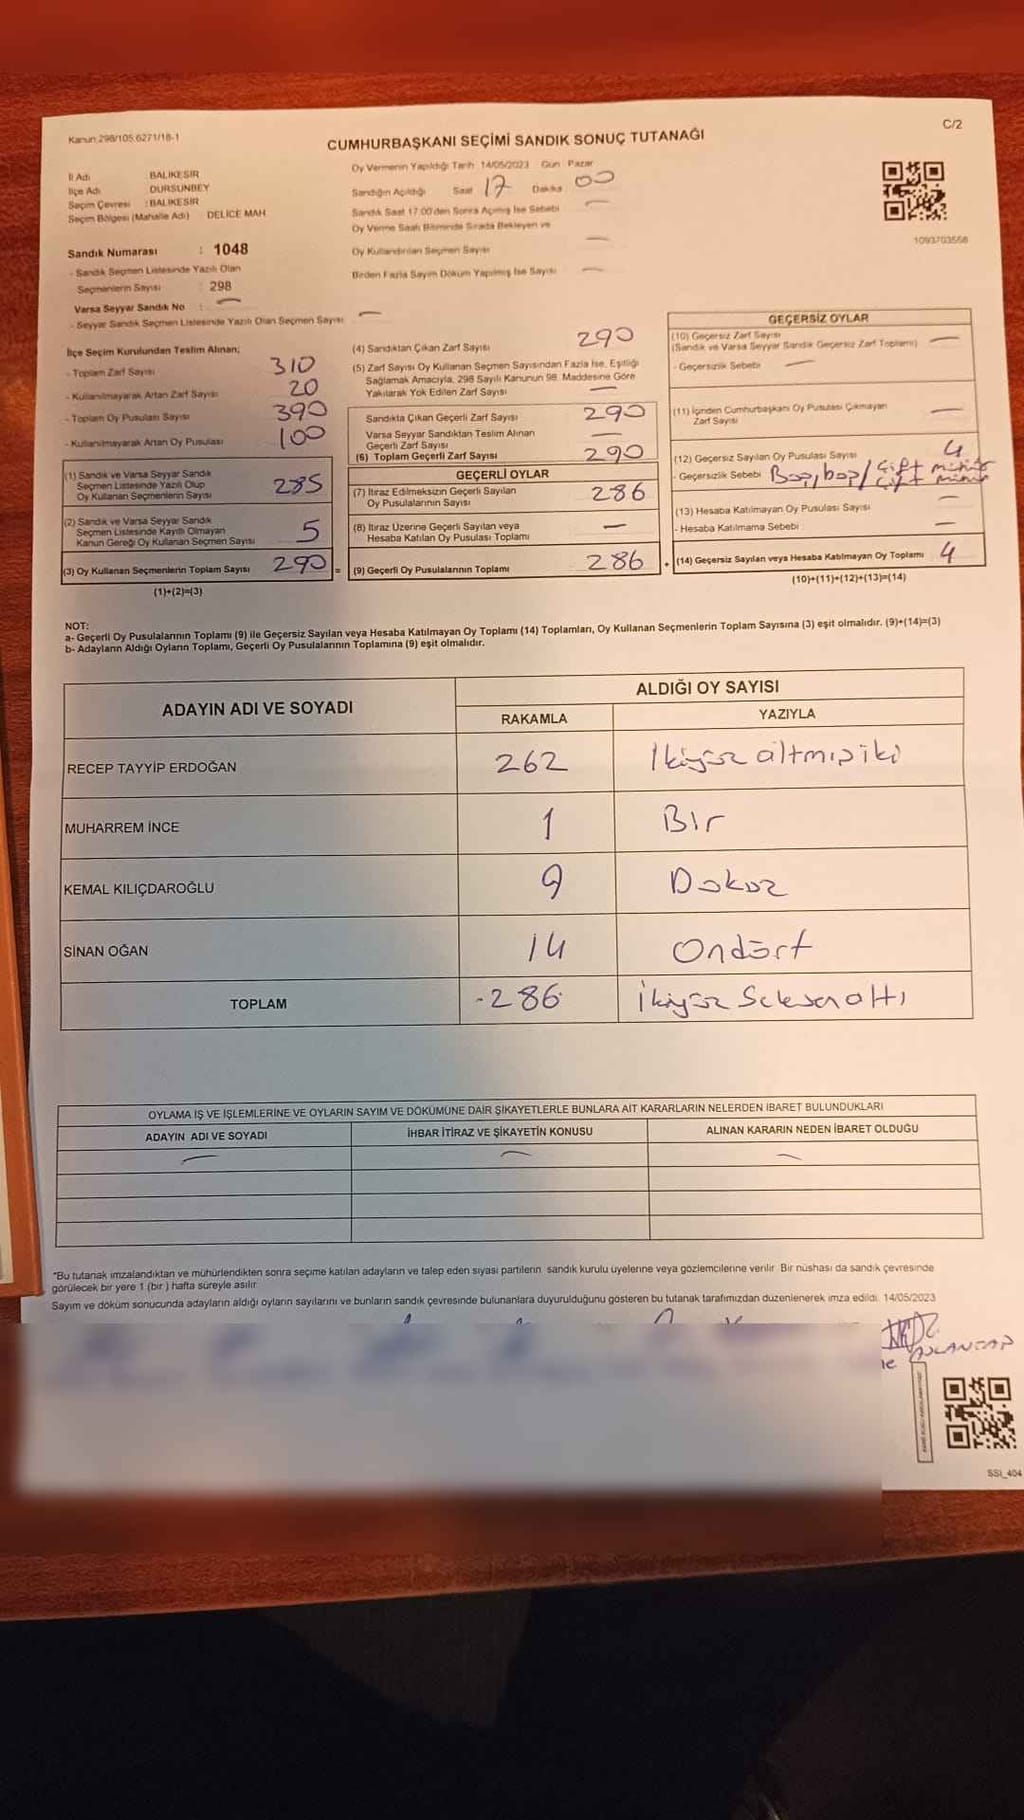 Kanun 298/105.6271/18-1
C/2
CUMHURBAŞKANI SEÇİMİ SANDIK SONUÇ TUTANAĞI
İl Adı BALIKESİR
İlçe Adı DURSUNBEY
Seçim Çevresi : BALIKESİR
Seçim Bölgesi (Mahalle Adı) DELİCE MAH
Sandık Numarası : 1048
- Sandık Seçmen Listesinde Yazılı Olan
Seçmenlerin Sayısı 298
Varsa Seyyar Sandık No : —
- Seyyar Sandık Seçmen Listesinde Yazılı Olan Seçmen Sayısı —
Oy Vermenin Yapıldığı Tarih 14/05/2023 Gün Pazar
Sandığın Açıldığı Saat 17 Dakika 00
Sandık Saat 17:00'den Sonra Açılmış İse Sebebi —
Oy Verme Saati Bitiminde Sırada Bekleyen ve
Oy Kullandırılan Seçmen Sayısı —
Birden Fazla Sayım Döküm Yapılmış İse Sayısı —
1093703558
İlçe Seçim Kurulundan Teslim Alınan;
- Toplam Zarf Sayısı 310
- Kullanılmayarak Artan Zarf Sayısı 20
- Toplam Oy Pusulası Sayısı 390
- Kullanılmayarak Artan Oy Pusulası 100
(1) Sandık ve Varsa Seyyar Sandık
Seçmen Listesinde Yazılı Olup
Oy Kullanan Seçmenlerin Sayısı 285
(2) Sandık ve Varsa Seyyar Sandık
Seçmen Listesinde Kayıtlı Olmayan
Kanun Gereği Oy Kullanan Seçmen Sayısı 5
(3) Oy Kullanan Seçmenlerin Toplam Sayısı 290 =
(1)+(2)=(3)
(4) Sandıktan Çıkan Zarf Sayısı 290
(5) Zarf Sayısı Oy Kullanan Seçmen Sayısından Fazla İse, Eşitliği
Sağlamak Amacıyla, 298 Sayılı Kanunun 98. Maddesine Göre
Yakılarak Yok Edilen Zarf Sayısı —
Sandıkta Çıkan Geçerli Zarf Sayısı 290
Varsa Seyyar Sandıktan Teslim Alınan
Geçerli Zarf Sayısı —
(6) Toplam Geçerli Zarf Sayısı 290
GEÇERLİ OYLAR
(7) İtiraz Edilmeksizin Geçerli Sayılan
Oy Pusulalarının Sayısı 286
(8) İtiraz Üzerine Geçerli Sayılan veya
Hesaba Katılan Oy Pusulası Toplamı —
(9) Geçerli Oy Pusulalarının Toplamı 286 +
GEÇERSİZ OYLAR
(10) Geçersiz Zarf Sayısı
(Sandık ve Varsa Seyyar Sandık Geçersiz Zarf Toplamı) —
- Geçersizlik Sebebi —
(11) İçinden Cumhurbaşkanı Oy Pusulası Çıkmayan
Zarf Sayısı —
(12) Geçersiz Sayılan Oy Pusulası Sayısı 4
- Geçersizlik Sebebi Boş, boş / Çift mühür
Çift mühür
(13) Hesaba Katılmayan Oy Pusulası Sayısı —
- Hesaba Katılmama Sebebi —
(14) Geçersiz Sayılan veya Hesaba Katılmayan Oy Toplamı 4
(10)+(11)+(12)+(13)=(14)
NOT:
a- Geçerli Oy Pusulalarının Toplamı (9) ile Geçersiz Sayılan veya Hesaba Katılmayan Oy Toplamı (14) Toplamları, Oy Kullanan Seçmenlerin Toplam Sayısına (3) eşit olmalıdır. (9)+(14)=(3)
b- Adayların Aldığı Oyların Toplamı, Geçerli Oy Pusulalarının Toplamına (9) eşit olmalıdır.
ADAYIN ADI VE SOYADI ALDIĞI OY SAYISI
RAKAMLA YAZIYLA
RECEP TAYYİP ERDOĞAN 262 İkiyüz altmışiki
MUHARREM İNCE 1 Bir
KEMAL KILIÇDAROĞLU 9 Dokuz
SİNAN OĞAN 14 Ondört
TOPLAM -286- İkiyüz Seksenaltı
OYLAMA İŞ VE İŞLEMLERİNE VE OYLARIN SAYIM VE DÖKÜMÜNE DAİR ŞİKAYETLERLE BUNLARA AİT KARARLARIN NELERDEN İBARET BULUNDUKLARI
ADAYIN ADI VE SOYADI İHBAR İTİRAZ VE ŞİKAYETİN KONUSU ALINAN KARARIN NEDEN İBARET OLDUĞU
— — —
"Bu tutanak imzalandıktan ve mühürlendikten sonra seçime katılan adayların ve talep eden siyasi partilerin sandık kurulu üyelerine veya gözlemcilerine verilir. Bir nüshası da sandık çevresinde
görülecek bir yere 1 (bir) hafta süreyle asılır.
Sayım ve döküm sonucunda adayların aldığı oyların sayılarını ve bunların sandık çevresinde bulunanlara duyurulduğunu gösteren bu tutanak tarafımızdan düzenlenerek imza edildi. 14/05/2023
SSI_404